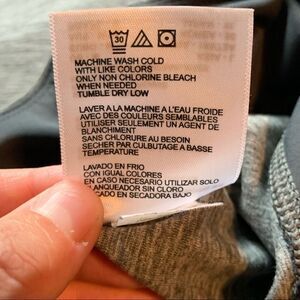 30
MACHINE WASH COLD
WITH LIKE COLORS
ONLY NON CHLORINE BLEACH
WHEN NEEDED
TUMBLE DRY LOW
LAVER A LA MACHINE A L'EAU FROIDE
AVEC DES COULEURS SEMBLABLES
UTILISER SEULEMENT UN AGENT DE
BLANCHIMENT
SANS CHLORURE AU BESOIN
SECHER PAR CULBUTAGE A BASSE
TEMPERATURE
LAVADO EN FRIO
CON IGUAL COLORES
EN CASO NECESARIO UTILIZAR SOLO
BLANQUEADOR SIN CLORO
EN SECADORA BAJO